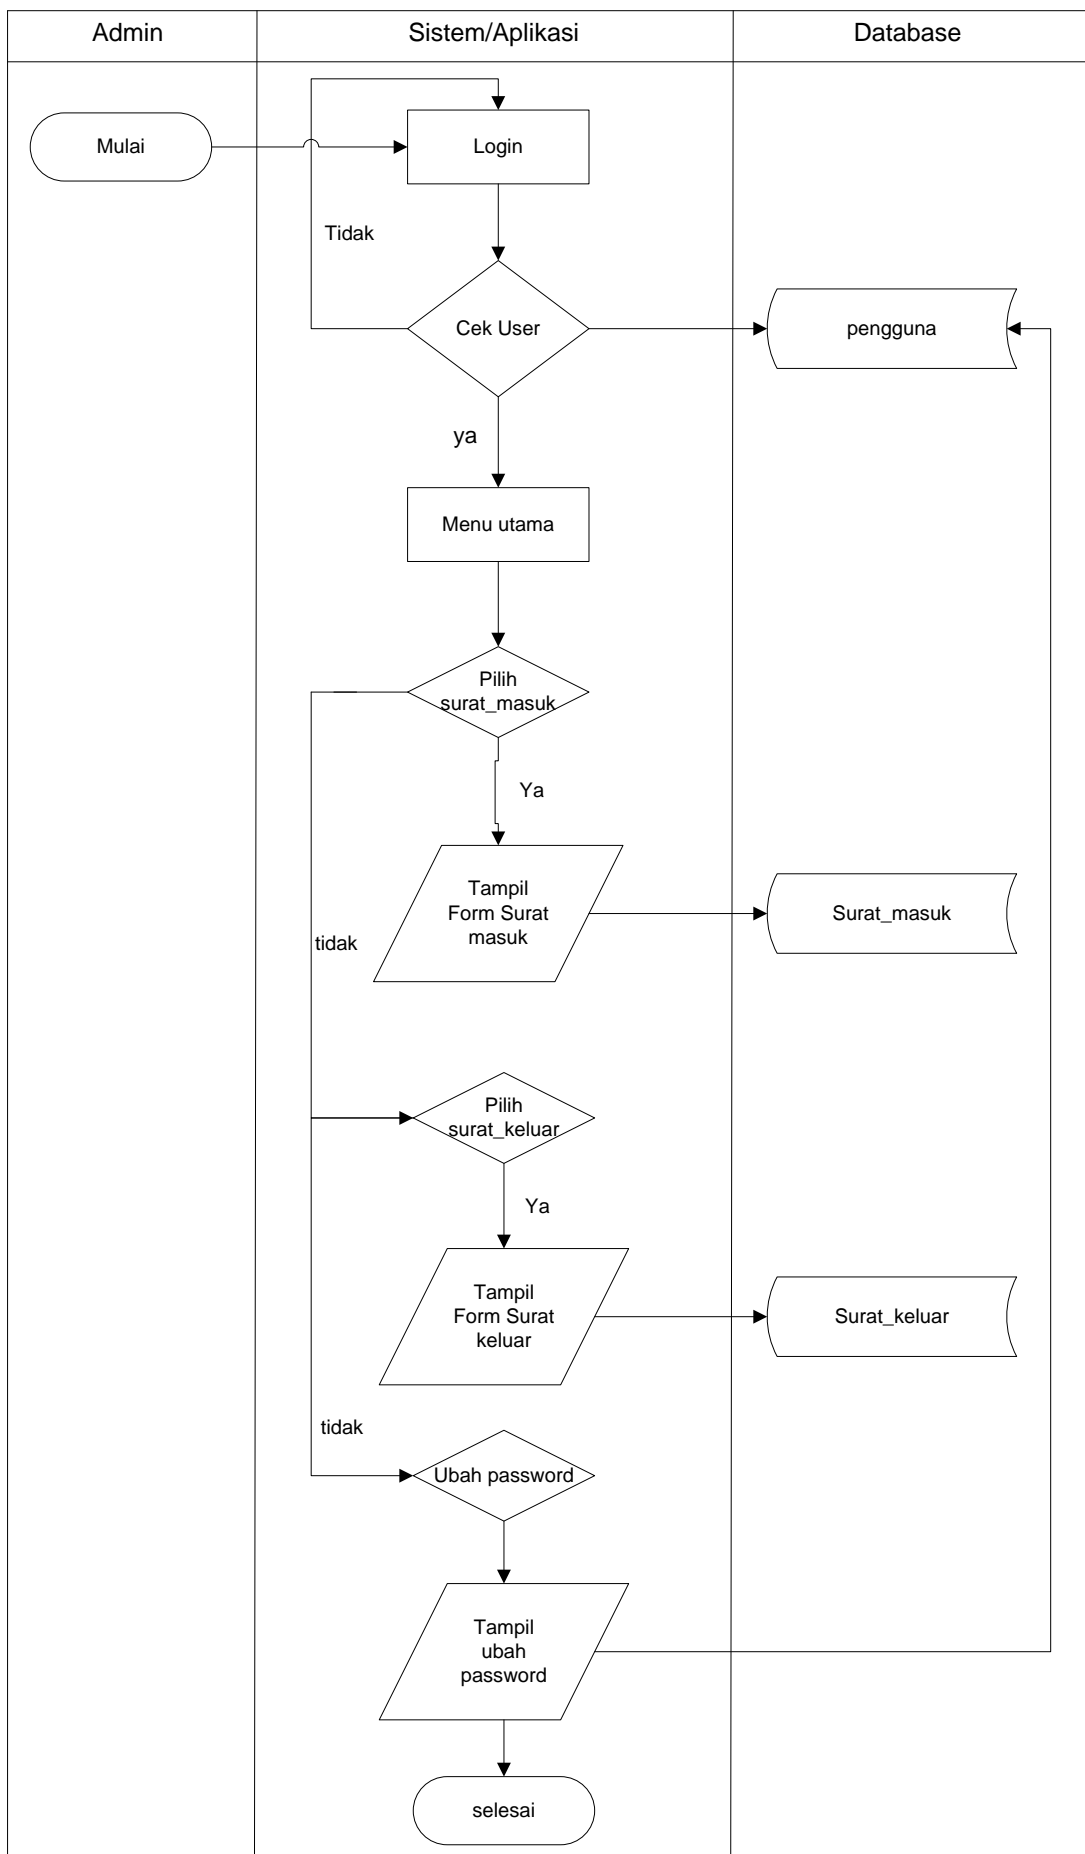 Admin
Sistem/Aplikasi
Database
Mulai
Login
Tidak
Cek User
pengguna
ya
Menu utama
Pilih
surat_masuk
Ya
Tampil
Form Surat
masuk
Surat_masuk
tidak
Pilih
surat_keluar
Ya
Tampil
Form Surat
keluar
Surat_keluar
tidak
Ubah password
Tampil
ubah
password
selesai